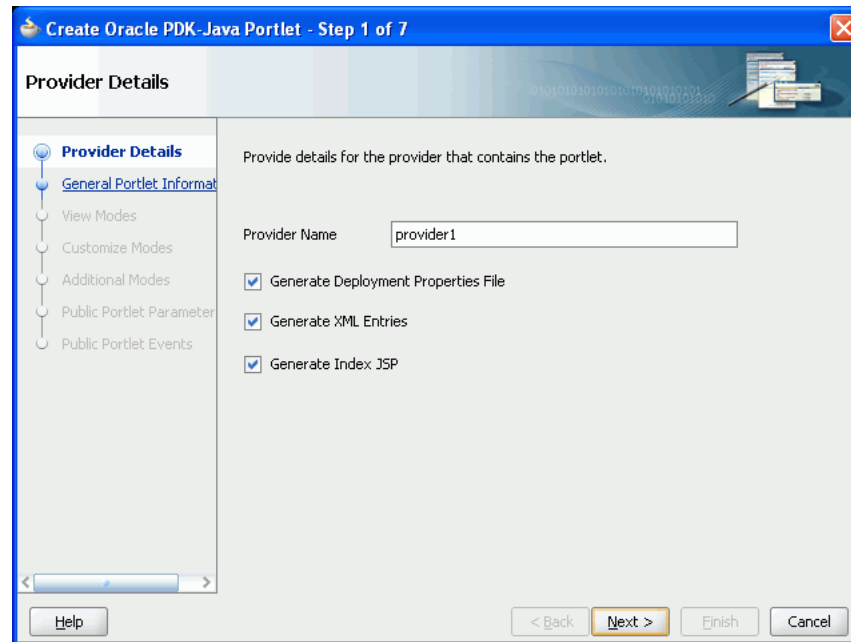 Create Oracle PDK-Java Portlet - Step 1 of 7
Provider Details
Provider Details
General Portlet Informat
View Modes
Customize Modes
Additional Modes
Public Portlet Parameter
Public Portlet Events
Provide details for the provider that contains the portlet.
Provider Name provider1
Generate Deployment Properties File
Generate XML Entries
Generate Index JSP
Help
< Back
Next >
Finish
Cancel